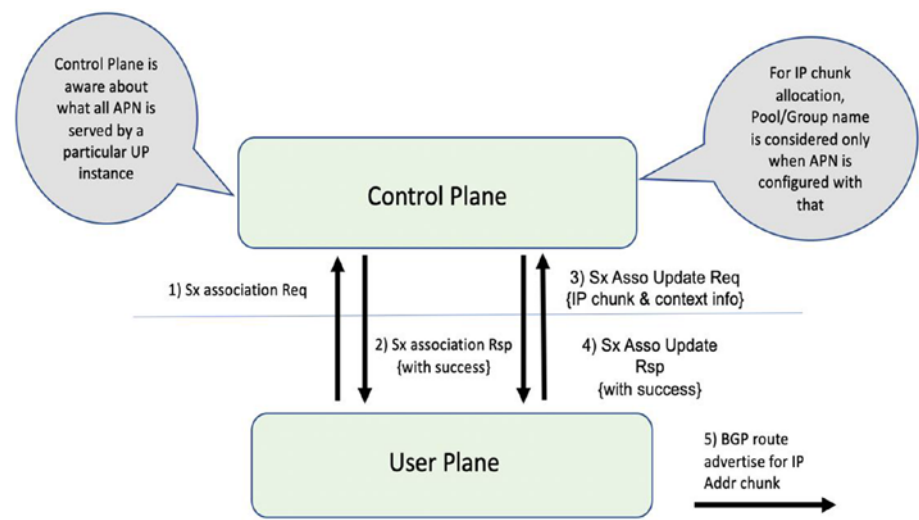 Control Plane is
aware about
what all APN is
served by a
particular UP
instance
For IP chunk
allocation,
Pool/Group name
is considered only
when APN is
configured with
that
Control Plane
1) Sx association Req
3) Sx Asso Update Req
{IP chunk & context info}
2) Sx association Rsp
{with success}
4) Sx Asso Update
Rsp
{with success}
User Plane
5) BGP route
advertise for IP
Addr chunk